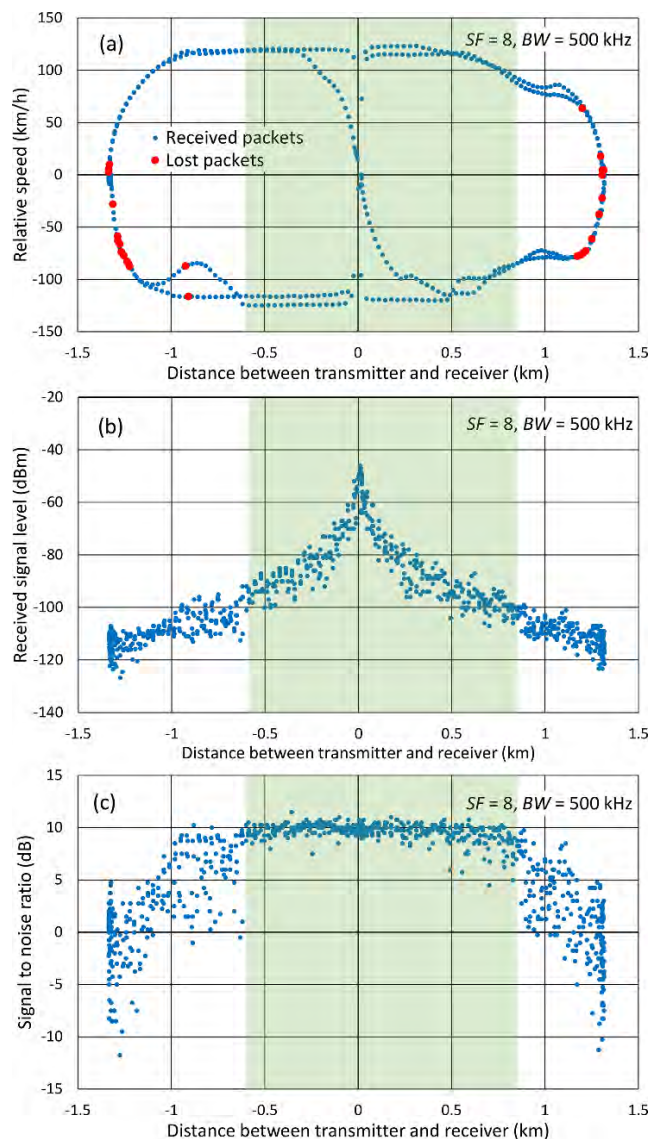 (a)
SF = 8, BW = 500 kHz
150
100
50
0
-50
-100
-150
Relative speed (km/h)
Received packets
Lost packets
-1.5 -1 -0.5 0 0.5 1 1.5
Distance between transmitter and receiver (km)
(b)
SF = 8, BW = 500 kHz
-20
-40
-60
-80
-100
-120
-140
Received signal level (dBm)
-1.5 -1 -0.5 0 0.5 1 1.5
Distance between transmitter and receiver (km)
(c)
SF = 8, BW = 500 kHz
15
10
5
0
-5
-10
-15
Signal to noise ratio (dB)
-1.5 -1 -0.5 0 0.5 1 1.5
Distance between transmitter and receiver (km)